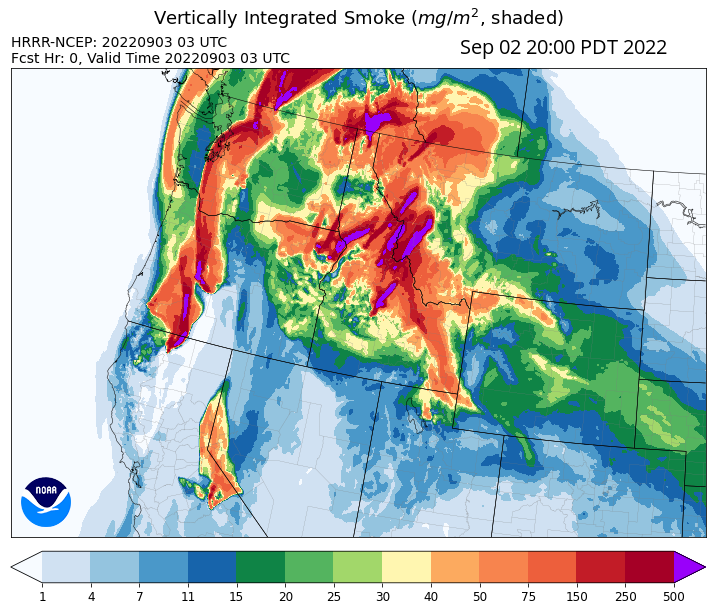 Vertically Integrated Smoke (mg/m², shaded)
HRRR-NCEP: 20220903 03 UTC
Sep 02 20:00 PDT 2022
Fcst Hr: 0, Valid Time 20220903 03 UTC
NOAA
1 4 7 11 15 20 25 30 40 50 75 150 250 500